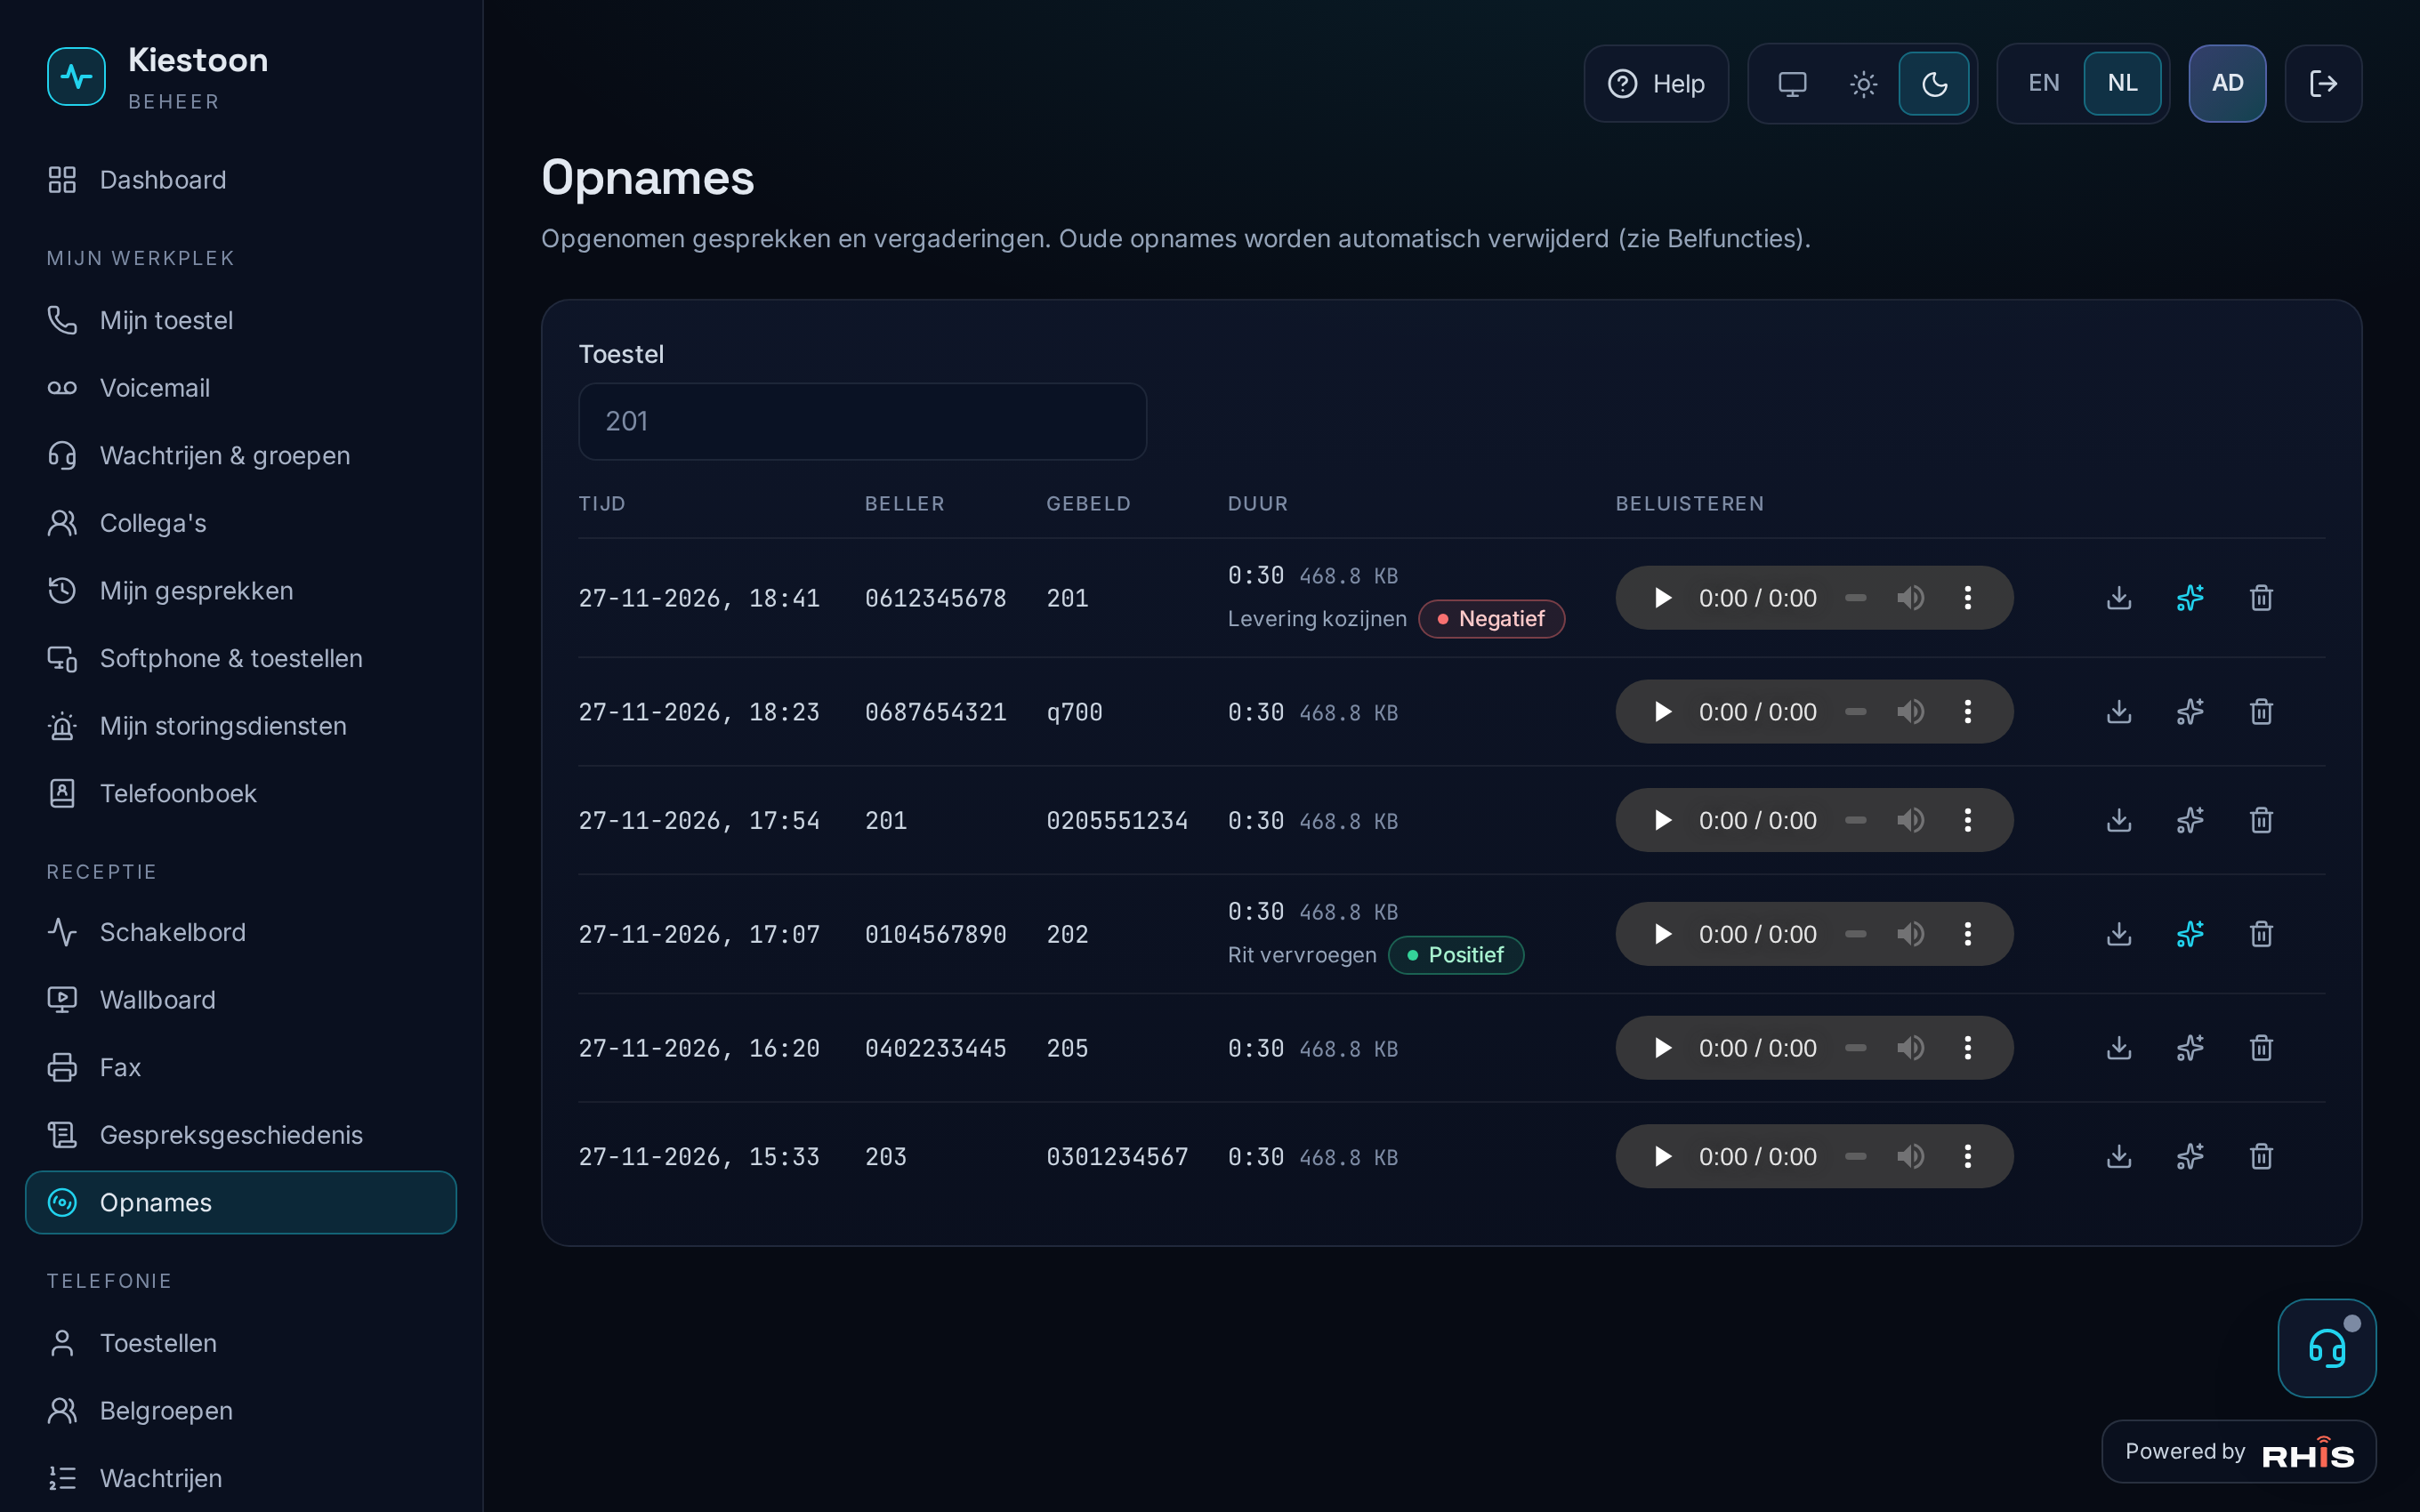 Kiestoon
BEHEER
Dashboard
MIJN WERKPLEK
Mijn toestel
Voicemail
Wachtrijen & groepen
Collega's
Mijn gesprekken
Softphone & toestellen
Mijn storingsdiensten
Telefoonboek
RECEPTIE
Schakelbord
Wallboard
Fax
Gespreksgeschiedenis
Opnames
TELEFONIE
Toestellen
Belgroepen
Wachtrijen
Help
EN NL
AD
Opnames
Opgenomen gesprekken en vergaderingen. Oude opnames worden automatisch verwijderd (zie Belfuncties).
Toestel
201
TIJD BELLER GEBELD DUUR BELUISTEREN
27-11-2026, 18:41 0612345678 201 0:30 468.8 KB 0:00 / 0:00
Levering kozijnen Negatief
27-11-2026, 18:23 0687654321 q700 0:30 468.8 KB 0:00 / 0:00
27-11-2026, 17:54 201 0205551234 0:30 468.8 KB 0:00 / 0:00
27-11-2026, 17:07 0104567890 202 0:30 468.8 KB 0:00 / 0:00
Rit vervroegen Positief
27-11-2026, 16:20 0402233445 205 0:30 468.8 KB 0:00 / 0:00
27-11-2026, 15:33 203 0301234567 0:30 468.8 KB 0:00 / 0:00
Powered by RHiS